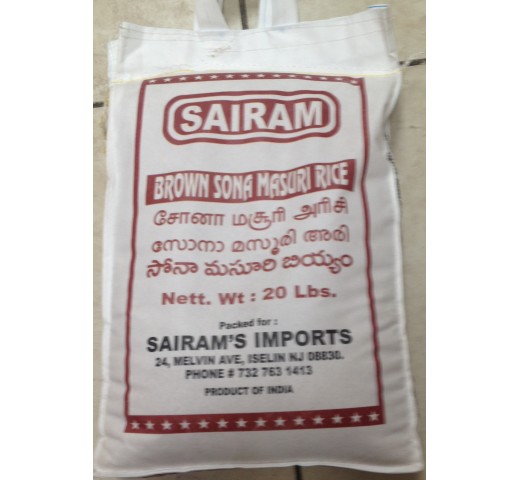 SAIRAM
BROWN SONA MASURI RICE
சோனா மசூரி அரிசி
സോനാ മസൂരി അരി
సోనా మసూరి బియ్యం
Nett. Wt : 20 Lbs.
Packed for :
SAIRAM'S IMPORTS
24, MELVIN AVE, ISELIN NJ 08830.
PHONE # 732 763 1413
PRODUCT OF INDIA